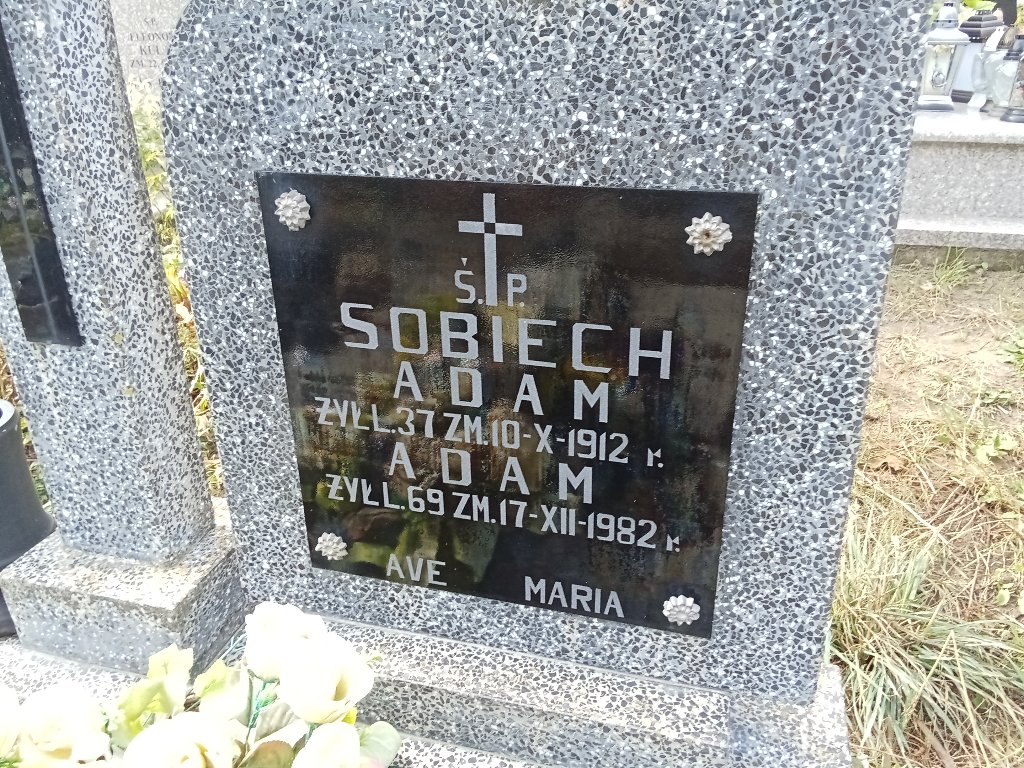 Ś.P.
SOBIECH
ADAM
ŻYŁ L.37 ZM.10-X-1912 r.
ADAM
ŻYŁ L.69 ZM.17-XII-1982 r.
AVE MARIA